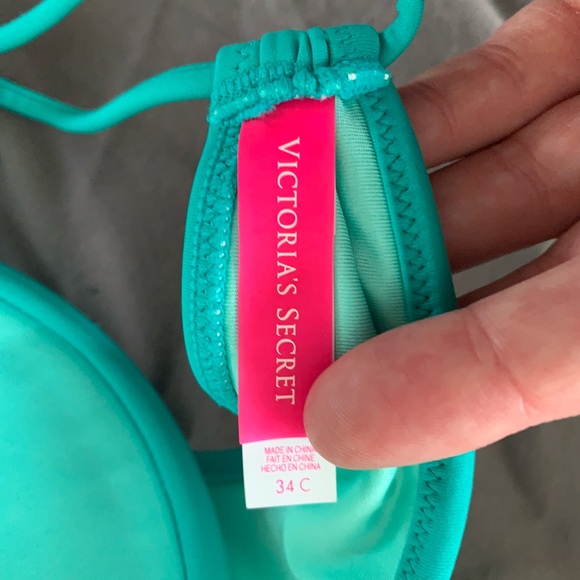 VICTORIA'S SECRET
MADE IN CHINA
FAIT EN CHINE
HECHO EN CHINA
34 C